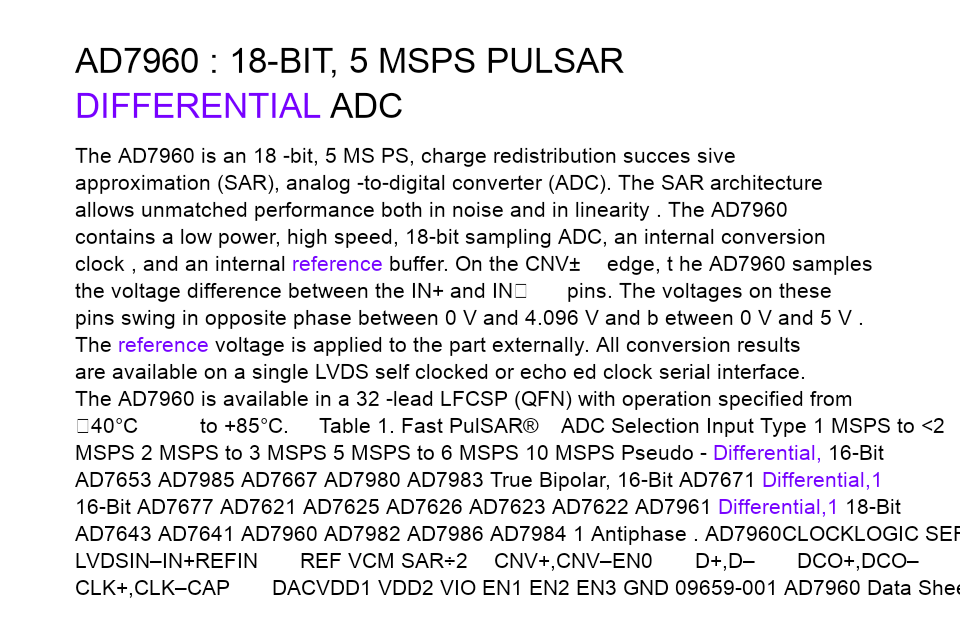 AD7960 : 18-BIT, 5 MSPS PULSAR
DIFFERENTIAL ADC
The AD7960 is an 18 -bit, 5 MS PS, charge redistribution succes sive
approximation (SAR), analog -to-digital converter (ADC). The SAR architecture
allows unmatched performance both in noise and in linearity . The AD7960
contains a low power, high speed, 18-bit sampling ADC, an internal conversion
clock , and an internal reference buffer. On the CNV± edge, t he AD7960 samples
the voltage difference between the IN+ and IN□ pins. The voltages on these
pins swing in opposite phase between 0 V and 4.096 V and b etween 0 V and 5 V .
The reference voltage is applied to the part externally. All conversion results
are available on a single LVDS self clocked or echo ed clock serial interface.
The AD7960 is available in a 32 -lead LFCSP (QFN) with operation specified from
□40°C to +85°C. Table 1. Fast PulSAR® ADC Selection Input Type 1 MSPS to <2
MSPS 2 MSPS to 3 MSPS 5 MSPS to 6 MSPS 10 MSPS Pseudo - Differential, 16-Bit
AD7653 AD7985 AD7667 AD7980 AD7983 True Bipolar, 16-Bit AD7671 Differential,1
16-Bit AD7677 AD7621 AD7625 AD7626 AD7623 AD7622 AD7961 Differential,1 18-Bit
AD7643 AD7641 AD7960 AD7982 AD7986 AD7984 1 Antiphase . AD7960CLOCKLOGIC
LVDSIN–IN+REFIN REF VCM SAR÷2 CNV+,CNV–EN0 D+,D– DCO+,DCO–
CLK+,CLK–CAP DACVDD1 VDD2 VIO EN1 EN2 EN3 GND 09659-001 AD7960 Data